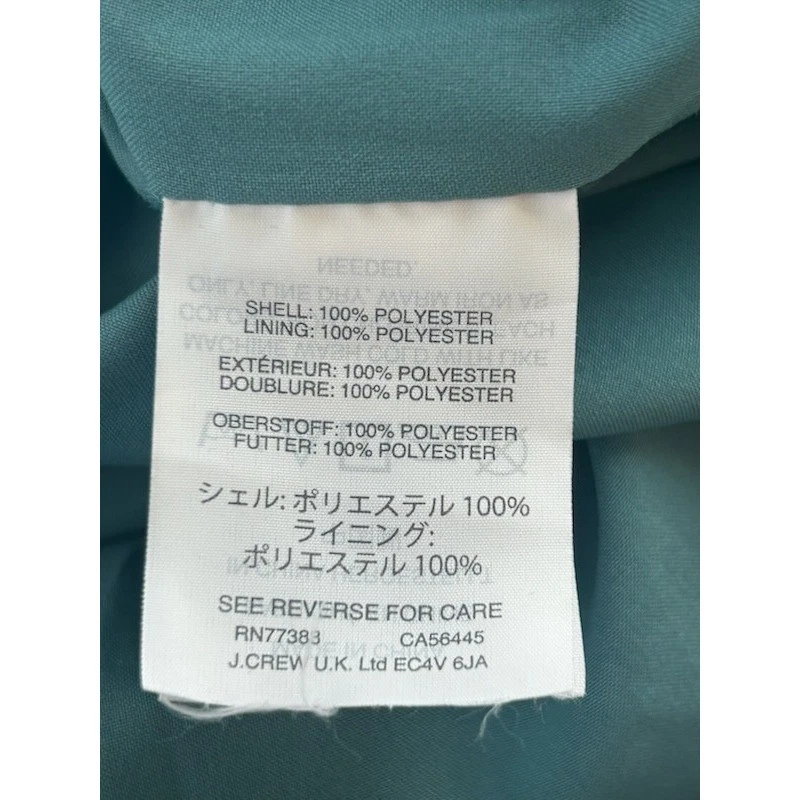 SHELL: 100% POLYESTER
LINING: 100% POLYESTER
EXTÉRIEUR: 100% POLYESTER
DOUBLURE: 100% POLYESTER
OBERSTOFF: 100% POLYESTER
FUTTER: 100% POLYESTER
シェル: ポリエステル 100%
ライニング:
ポリエステル 100%
SEE REVERSE FOR CARE
RN77383 CA56445
J.CREW U.K. Ltd EC4V 6JA